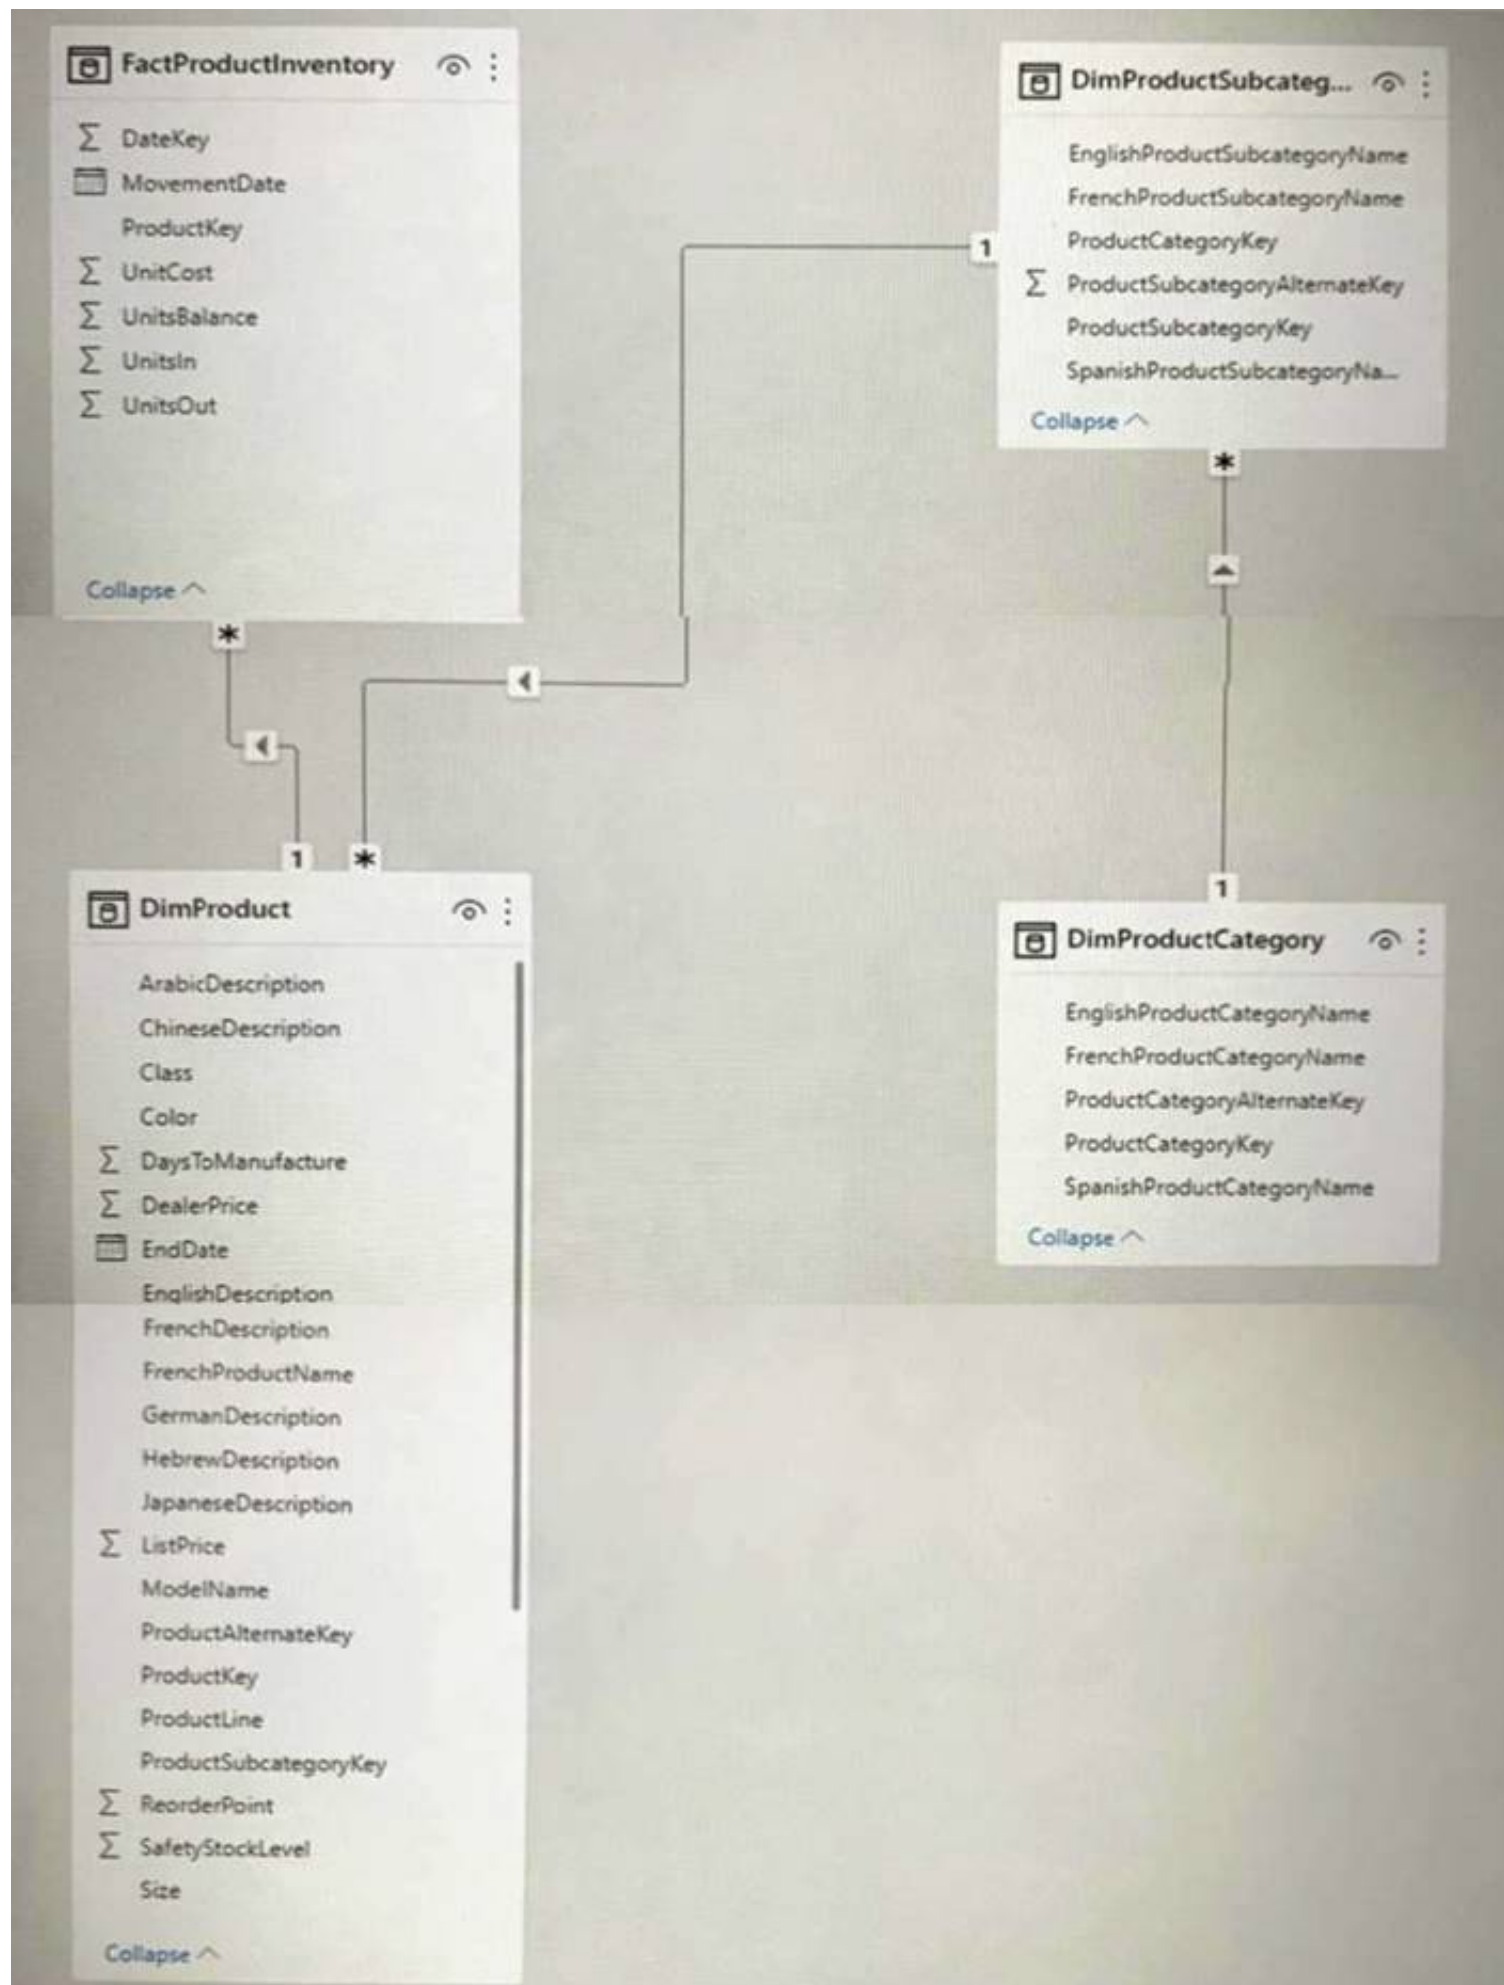 FactProductInventory
DateKey
MovementDate
ProductKey
UnitCost
UnitsBalance
UnitsIn
UnitsOut
Collapse
*
1
*
DimProduct
ArabicDescription
ChineseDescription
Class
Color
DaysToManufacture
DealerPrice
EndDate
EnglishDescription
FrenchDescription
FrenchProductName
GermanDescription
HebrewDescription
JapaneseDescription
ListPrice
ModelName
ProductAlternateKey
ProductKey
ProductLine
ProductSubcategoryKey
ReorderPoint
SafetyStockLevel
Size
Collapse
DimProductSubcateg...
EnglishProductSubcategoryName
FrenchProductSubcategoryName
ProductCategoryKey
1
ProductSubcategoryAlternateKey
ProductSubcategoryKey
SpanishProductSubcategoryNa...
Collapse
*
1
DimProductCategory
EnglishProductCategoryName
FrenchProductCategoryName
ProductCategoryAlternateKey
ProductCategoryKey
SpanishProductCategoryName
Collapse